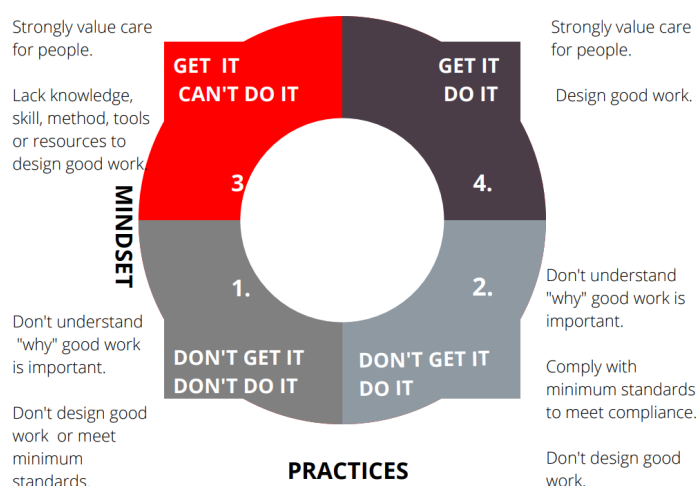 Strongly value care
for people.
Lack knowledge,
skill, method, tools
or resources to
design good work.
GET IT
CAN'T DO IT
3
GET IT
DO IT
4.
Strongly value care
for people.
Design good work.
MINDSET
1.
DON'T GET IT
DON'T DO IT
2.
DON'T GET IT
DO IT
Don't understand
"why" good work
is important.
Don't design good
work or meet
minimum
standards.
Don't understand
"why" good work is
important.
Comply with
minimum standards
to meet compliance.
Don't design good
work.
PRACTICES